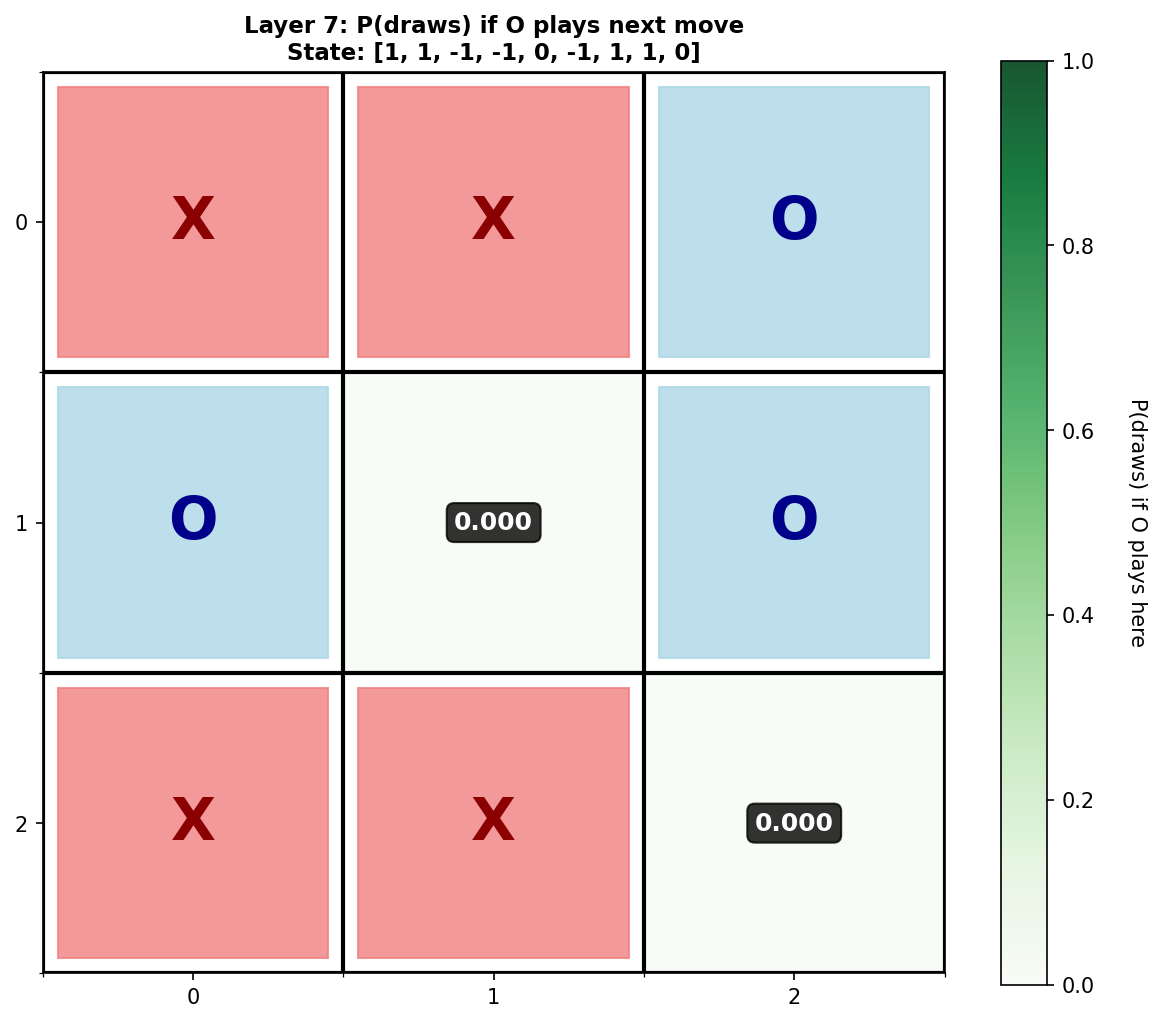 Layer 7: P(draws) if O plays next move
State: [1, 1, -1, -1, 0, -1, 1, 1, 0]
X X O
O 0.000 O
X X 0.000
0
1
2
0 1 2
1.0
0.8
0.6
0.4
0.2
0.0
P(draws) if O plays here